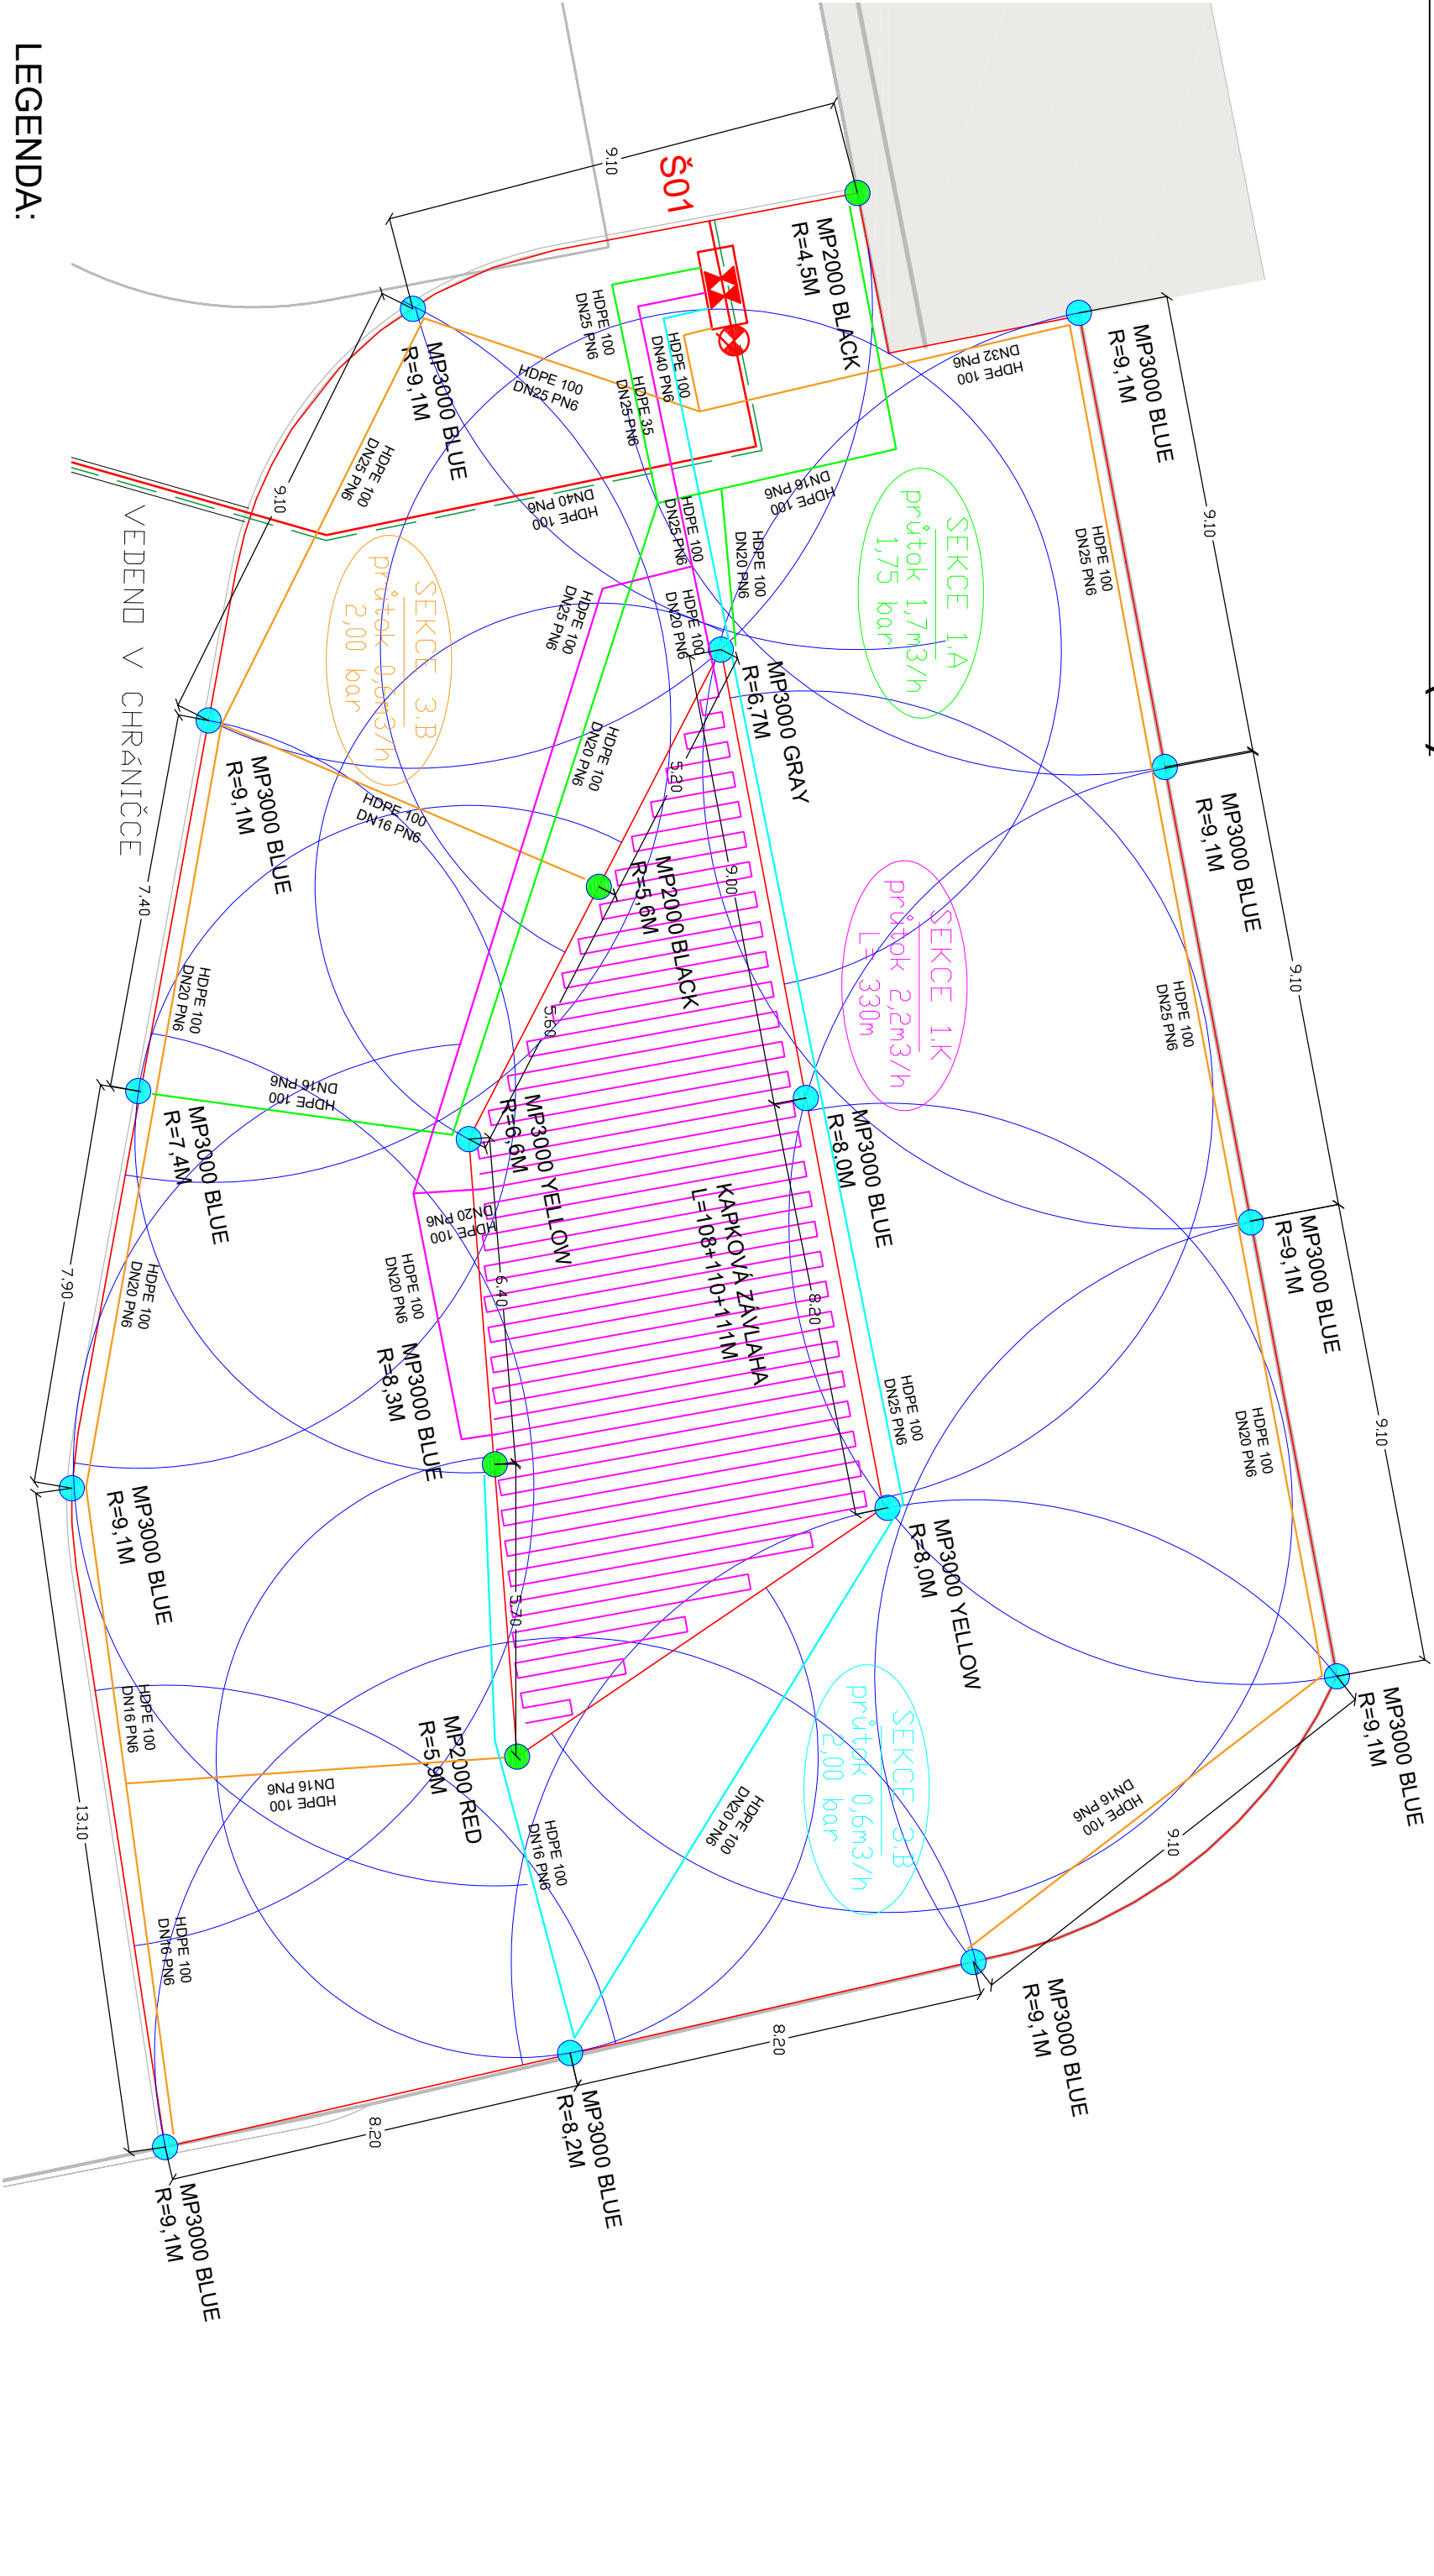 LEGENDA:
Š01
9.10
MP2000 BLACK
R=4,5M
MP3000 BLUE
R=9,1M
MP3000 BLUE
R=9,1M
HDPE 100
DN25 PN6
HDPE 100
DN40 PN6
HDPE 35
DN25 PN6
HDPE 100
DN25 PN6
HDPE 100
DN32 PN6
HDPE 100
DN25 PN6
9.10
HDPE 100
DN40 PN6
HDPE 100
DN16 PN6
HDPE 100
DN25 PN6
HDPE 100
DN20 PN6
HDPE 100
DN20 PN6
HDPE 100
DN25 PN6
HDPE 100
DN25 PN6
9.10
SEKCE 1.A
průtok 1,7m3/h
1,75 bar
SEKCE 3.B
průtok 0,6m3/h
2,00 bar
VEDENO V CHRÁNIČCE
MP3000 GRAY
R=6,7M
MP3000 BLUE
R=9,1M
MP3000 BLUE
R=9,1M
HDPE 100
DN20 PN6
HDPE 100
DN16 PN6
5.20
9.00
7.40
MP2000 BLACK
R=5,6M
SEKCE 1.K
průtok 2,2m3/h
L= 330m
9.10
HDPE 100
DN25 PN6
HDPE 100
DN20 PN6
5.60
HDPE 100
DN16 PN6
MP3000 BLUE
R=7,4M
MP3000 YELLOW
R=6,6M
MP3000 BLUE
R=8,0M
MP3000 BLUE
R=9,1M
KAPKOVÁ ZÁVLAHA
L=108+110+111M
HDPE 100
DN20 PN6
HDPE 100
DN20 PN6
HDPE 100
DN20 PN6
7.90
6.40
8.20
9.10
MP3000 BLUE
R=8,3M
HDPE 100
DN25 PN6
HDPE 100
DN20 PN6
MP3000 BLUE
R=9,1M
MP3000 YELLOW
R=8,0M
5.70
MP3000 BLUE
R=9,1M
HDPE 100
DN16 PN6
MP2000 RED
R=5,9M
SEKCE 3.B
průtok 0,6m3/h
2,00 bar
HDPE 100
DN16 PN6
HDPE 100
DN20 PN6
HDPE 100
DN16 PN6
9.10
13.10
HDPE 100
DN16 PN6
HDPE 100
DN16 PN6
MP3000 BLUE
R=9,1M
8.20
8.20
MP3000 BLUE
R=8,2M
MP3000 BLUE
R=9,1M